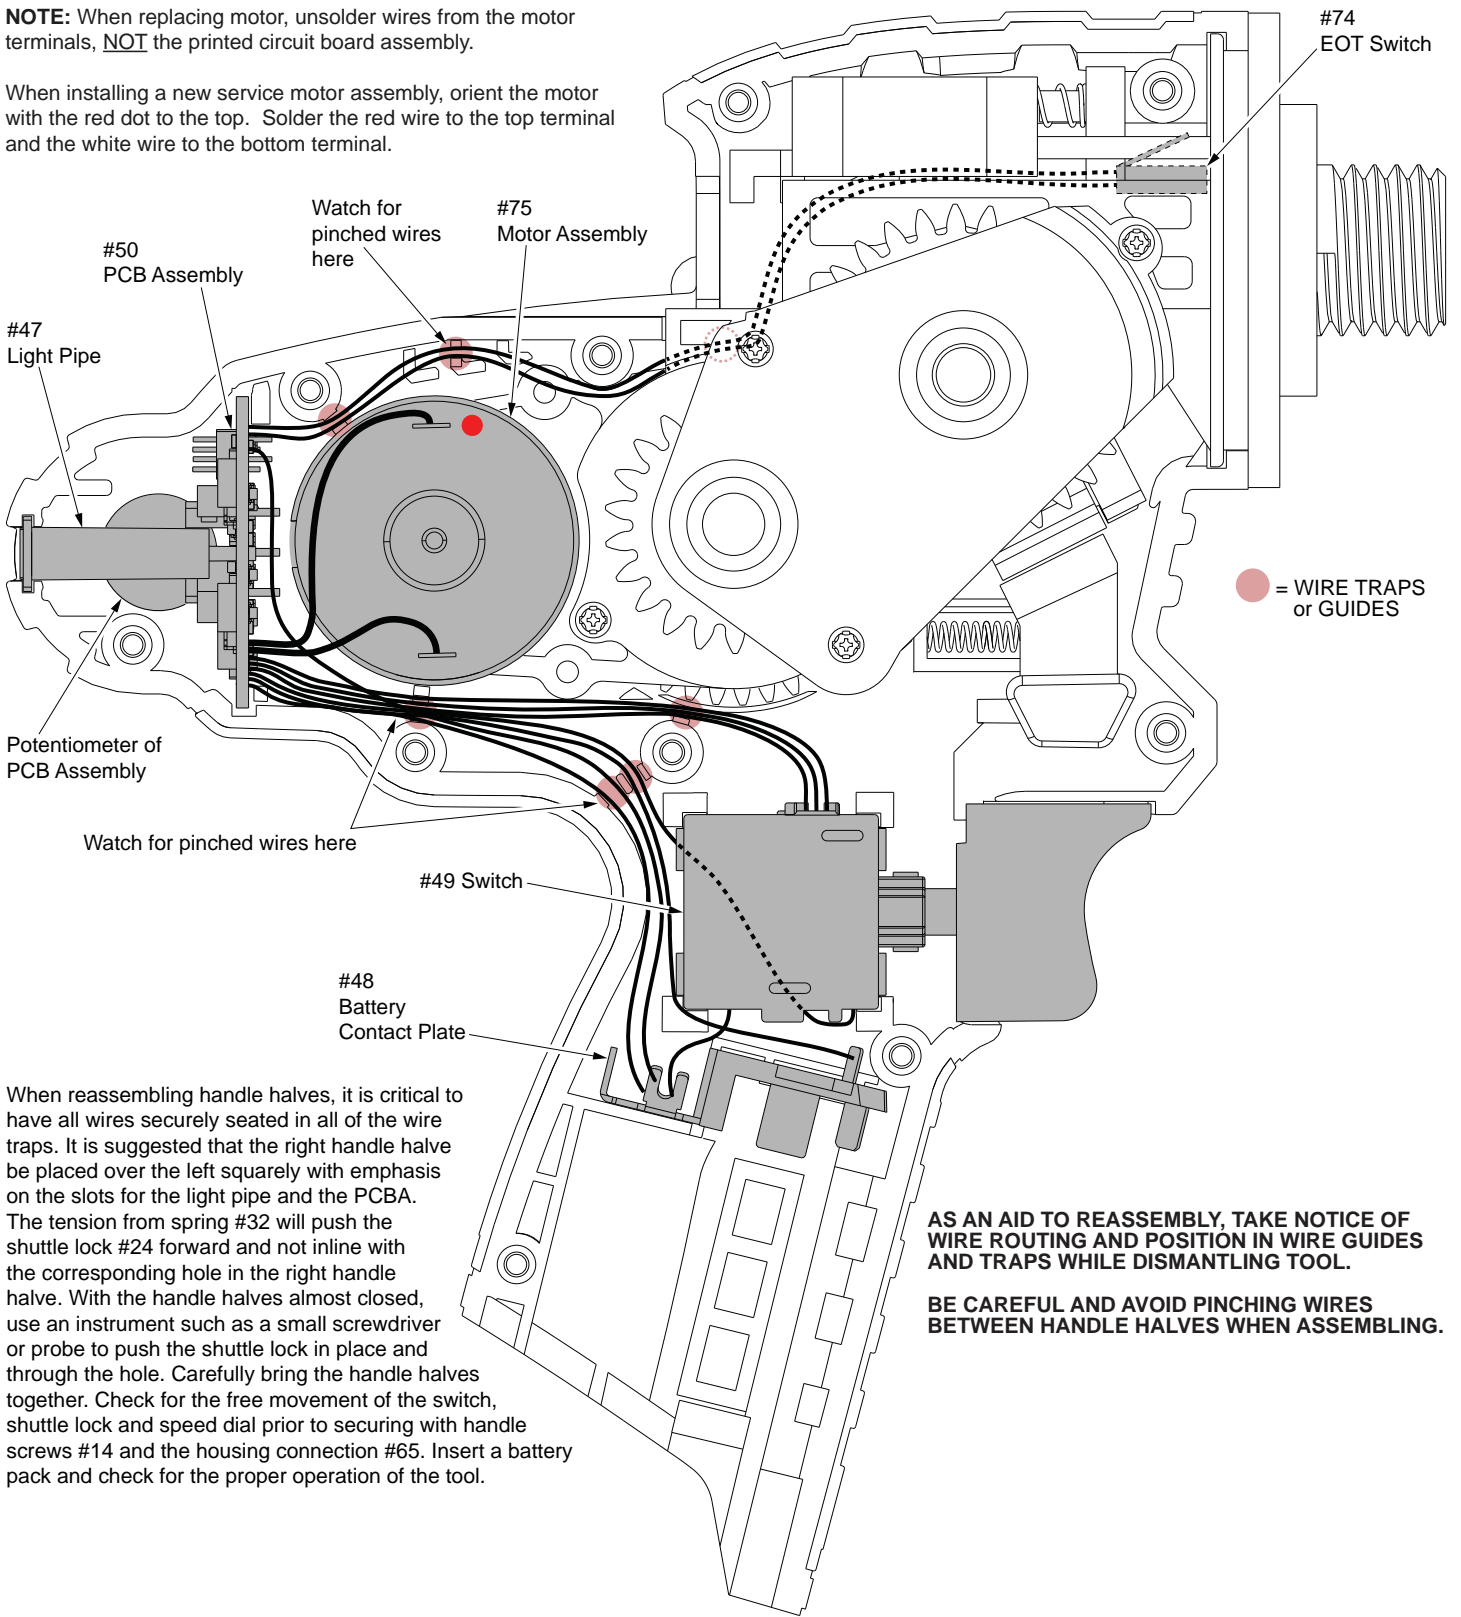 NOTE: When replacing motor, unsolder wires from the motor
terminals, NOT the printed circuit board assembly.
When installing a new service motor assembly, orient the motor
with the red dot to the top.  Solder the red wire to the top terminal
and the white wire to the bottom terminal.
#74
EOT Switch
Watch for
pinched wires
here
#75
Motor Assembly
#50
PCB Assembly
#47
Light Pipe
= WIRE TRAPS
or GUIDES
Potentiometer of
PCB Assembly
Watch for pinched wires here
#49 Switch
#48
Battery
Contact Plate
When reassembling handle halves, it is critical to
have all wires securely seated in all of the wire
traps. It is suggested that the right handle halve
be placed over the left squarely with emphasis
on the slots for the light pipe and the PCBA.
The tension from spring #32 will push the
shuttle lock #24 forward and not inline with
the corresponding hole in the right handle
halve. With the handle halves almost closed,
use an instrument such as a small screwdriver
or probe to push the shuttle lock in place and
through the hole. Carefully bring the handle halves
together. Check for the free movement of the switch,
shuttle lock and speed dial prior to securing with handle
screws #14 and the housing connection #65. Insert a battery
pack and check for the proper operation of the tool.
AS AN AID TO REASSEMBLY, TAKE NOTICE OF
WIRE ROUTING AND POSITION IN WIRE GUIDES
AND TRAPS WHILE DISMANTLING TOOL.
BE CAREFUL AND AVOID PINCHING WIRES
BETWEEN HANDLE HALVES WHEN ASSEMBLING.